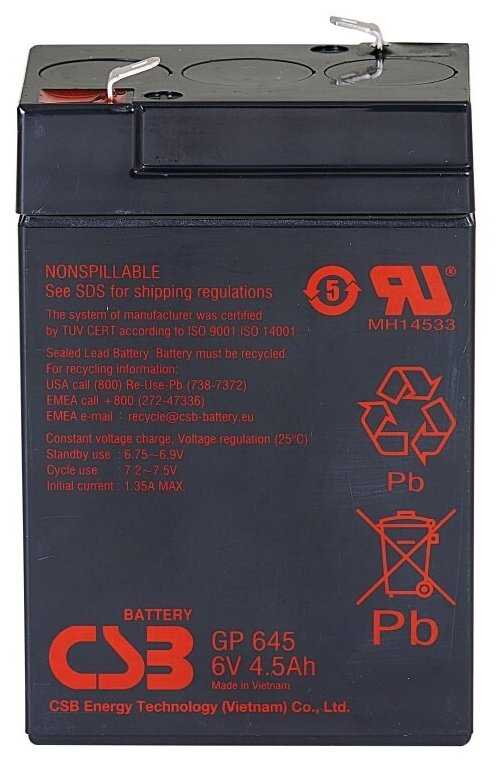 NONSPILLABLE
See SDS for shipping regulations
The system of manufacturer was certified
by TUV CERT according to ISO 9001 ISO 14001
Sealed Lead Battery Battery must be recycled
For recycling information:
USA call (800) Re-Use-Pb (738-7372)
EMEA call +800 (272-47336)
EMEA e-mail : recycle@csb-battery.eu
Constant voltage charge, Voltage regulation (25°C)
Standby use : 6.75~6.9V
Cycle use : 7.2~7.5V
Initial current : 1.35A MAX.
5
RU®
MH14533
Pb
Pb
BATTERY
CSB
GP 645
6V 4.5Ah
Made in Vietnam
CSB Energy Technology (Vietnam) Co., Ltd.